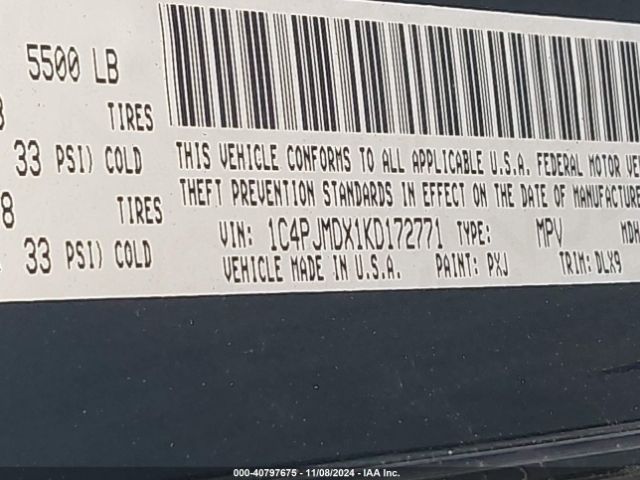 5500 LB
8 TIRES
33 PSI) COLD
8 TIRES
33 PSI) COLD
THIS VEHICLE CONFORMS TO ALL APPLICABLE U.S.A. FEDERAL MOTOR VE
THEFT PREVENTION STANDARDS IN EFFECT ON THE DATE OF MANUFACTURE
VIN: 1C4PJMDX1KD172771 TYPE: MPV MDH
VEHICLE MADE IN U.S.A. PAINT: PXJ TRIM: DLX9
000-40797675 - 11/08/2024 - IAA Inc.